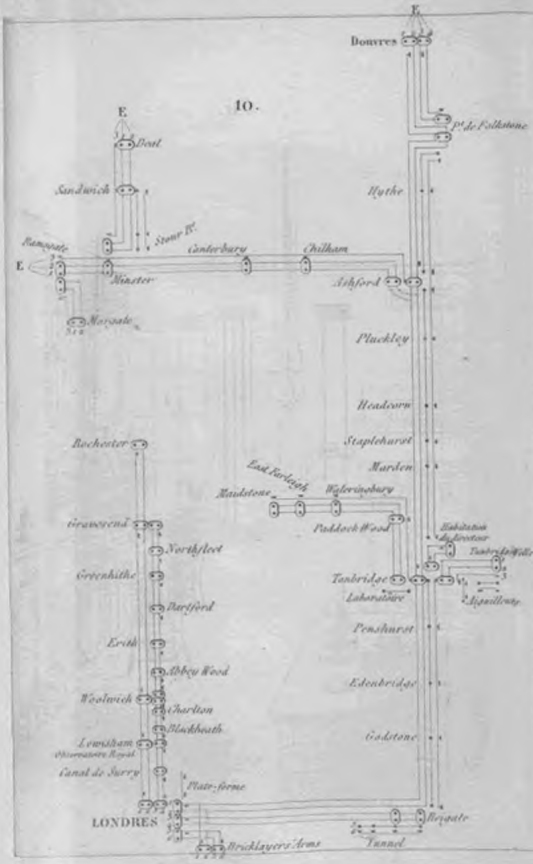 E
Douvres
10.
E
Deal
Pt. de Folkstone
Sandwich
Hythe
Stour Rr.
Ramsgate
Canterbury
Chilham
E
Minster
Ashford
Margate
Pluckley
Headcorn
Rochester
Staplehurst
Marden
East Farleigh
Maidstone
Wateringbury
Gravesend
Paddock Wood
Habitation
du directeur
Northfleet
Tunbridge Wells
Greenhithe
Tonbridge
Laboratoire
Aiguilleurs
Dartford
Penshurst
Erith
Abbey Wood
Edenbridge
Woolwich
Charlton
Blackheath
Godstone
Lewisham
Observatoire Royal
Canal de Surry
Plate-forme
LONDRES
Reigate
Bricklayers' Arms
Tunnel